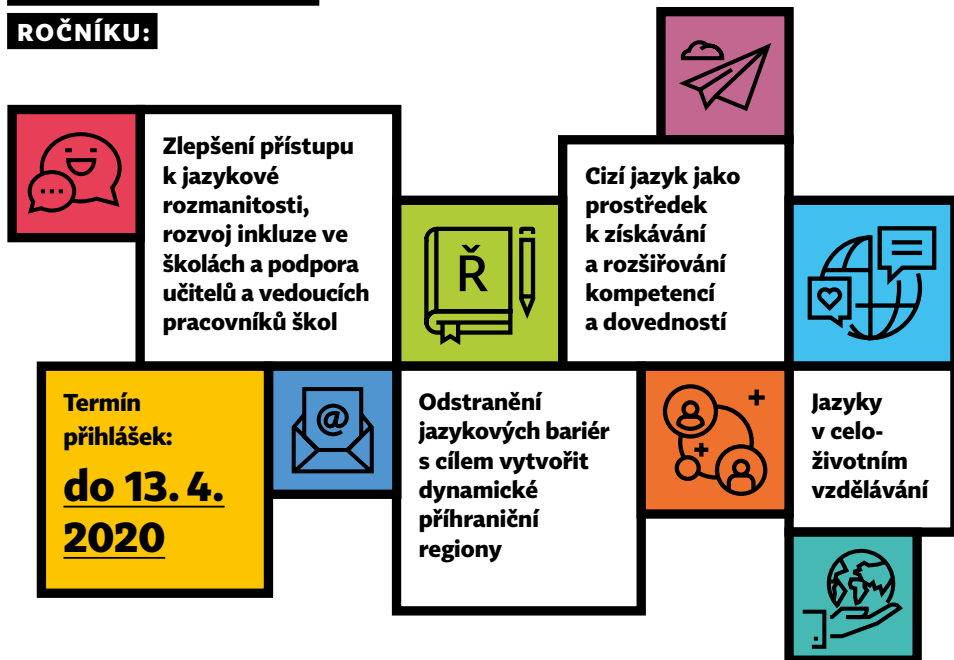 ROČNÍKU:
Zlepšení přístupu
k jazykové
rozmanitosti,
rozvoj inkluze ve
školách a podpora
učitelů a vedoucích
pracovníků škol
Cizí jazyk jako
prostředek
k získávání
a rozšiřování
kompetencí
a dovedností
Ř
Termín
přihlášek:
do 13. 4.
2020
@
Odstranění
jazykových bariér
s cílem vytvořit
dynamické
příhraniční
regiony
Jazyky
v celo-
životním
vzdělávání